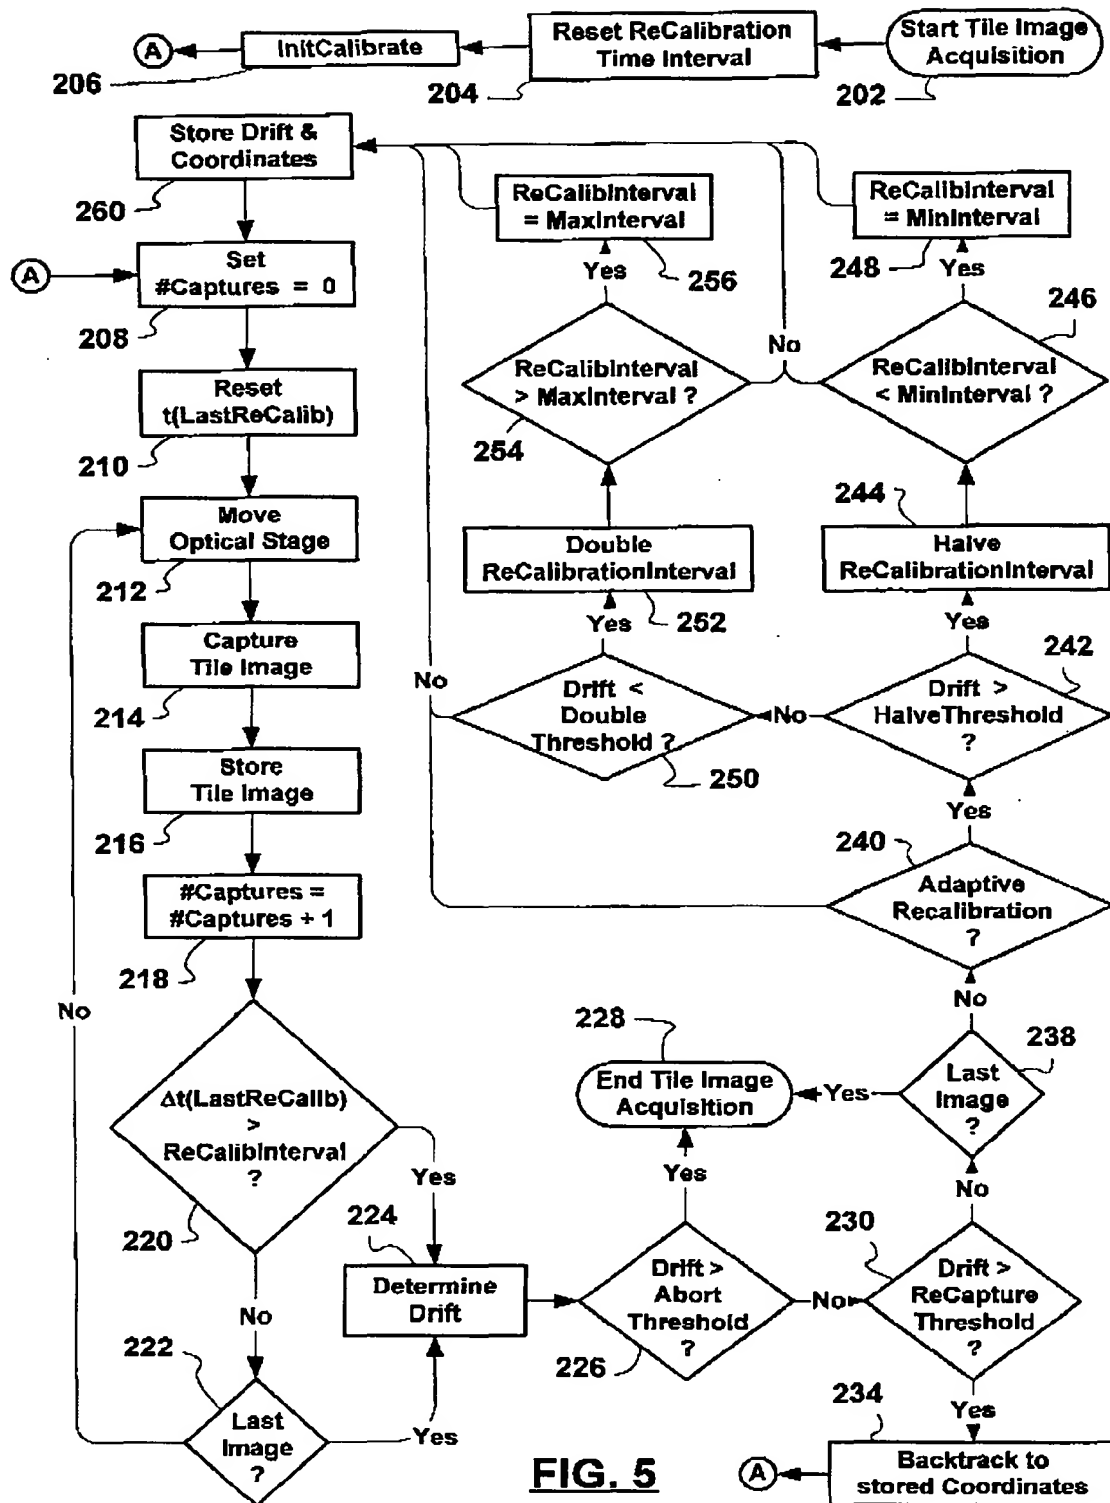 A
InitCalibrate
206
Reset ReCalibration
Time Interval
204
Start Tile Image
Acquisition
202
Store Drift &
Coordinates
260
A
Set
#Captures = 0
208
Reset
t(LastReCalib)
210
Move
Optical Stage
212
Capture
Tile Image
214
Store
Tile Image
216
#Captures =
#Captures + 1
218
No
Δt(LastReCalib)
>
ReCalibInterval
?
220
Yes
No
222
Last
Image
?
Yes
224
Determine
Drift
Drift >
Abort
Threshold
?
226
Yes
No
228
End Tile Image
Acquisition
230
Drift >
ReCapture
Threshold
?
Yes
234
Backtrack to
stored Coordinates
A
No
238
Last
Image
?
Yes
No
240
Adaptive
Recalibration
?
Yes
242
Drift >
HalveThreshold
?
No
Yes
244
Halve
ReCalibrationInterval
246
ReCalibInterval
< MinInterval ?
No
Yes
ReCalibInterval
= MinInterval
248
Drift <
Double
Threshold ?
250
No
Yes
Double
ReCalibrationInterval
252
ReCalibInterval
> MaxInterval ?
254
Yes
ReCalibInterval
= MaxInterval
256
FIG. 5